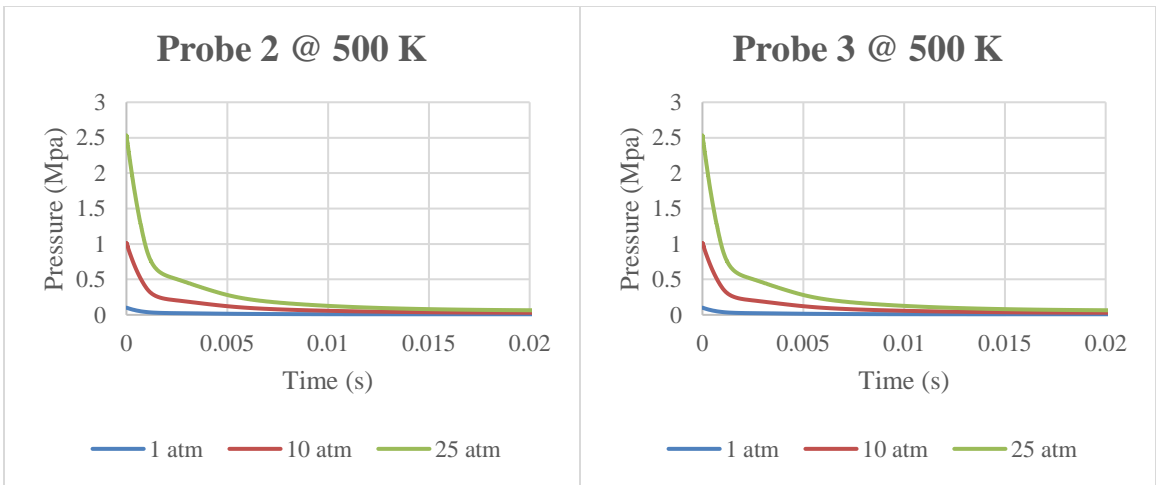 Probe 2 @ 500 K
3
2.5
2
1.5
1
0.5
0
Pressure (Mpa)
0 0.005 0.01 0.015 0.02
Time (s)
1 atm 10 atm 25 atm
Probe 3 @ 500 K
3
2.5
2
1.5
1
0.5
0
Pressure (Mpa)
0 0.005 0.01 0.015 0.02
Time (s)
1 atm 10 atm 25 atm